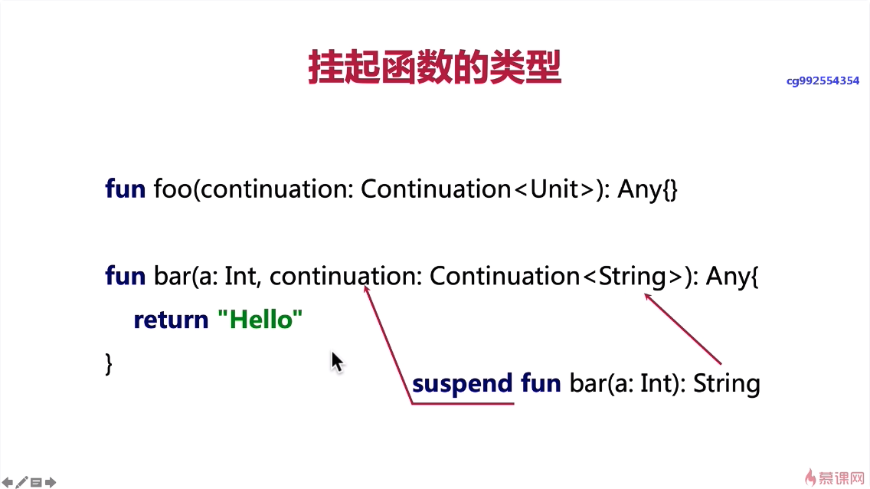 挂起函数的类型
cg992554354
fun foo(continuation: Continuation<Unit>): Any{}
fun bar(a: Int, continuation: Continuation<String>): Any{
return "Hello"
}
suspend fun bar(a: Int): String
慕课网